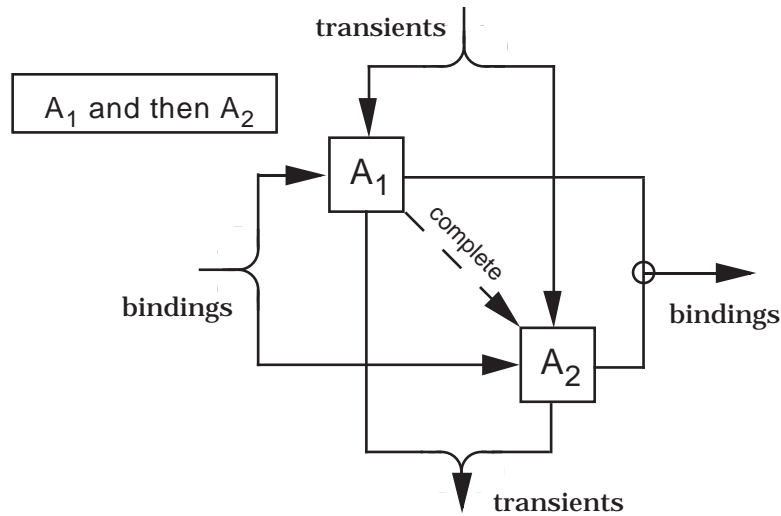 transients
A₁ and then A₂
A₁
complete
bindings
bindings
A₂
transients